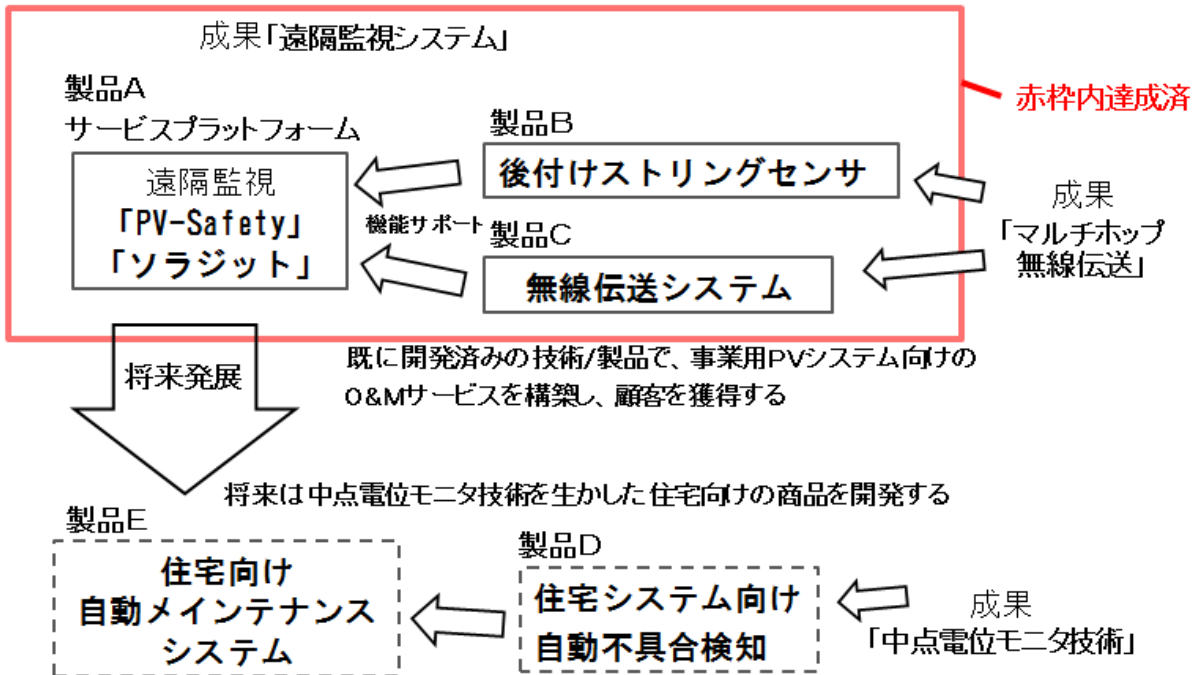 成果「遠隔監視システム」
製品A
サービスプラットフォーム
遠隔監視
「PV-Safety」
「ソラジット」
製品B
後付けストリングセンサ
機能サポート
製品C
無線伝送システム
赤枠内達成済
成果
「マルチホップ
無線伝送」
将来発展
既に開発済みの技術/製品で、事業用PVシステム向けの
O&Mサービスを構築し、顧客を獲得する
将来は中点電位モニタ技術を生かした住宅向けの商品を開発する
製品E
住宅向け
自動メインテナンス
システム
製品D
住宅システム向け
自動不具合検知
成果
「中点電位モニタ技術」